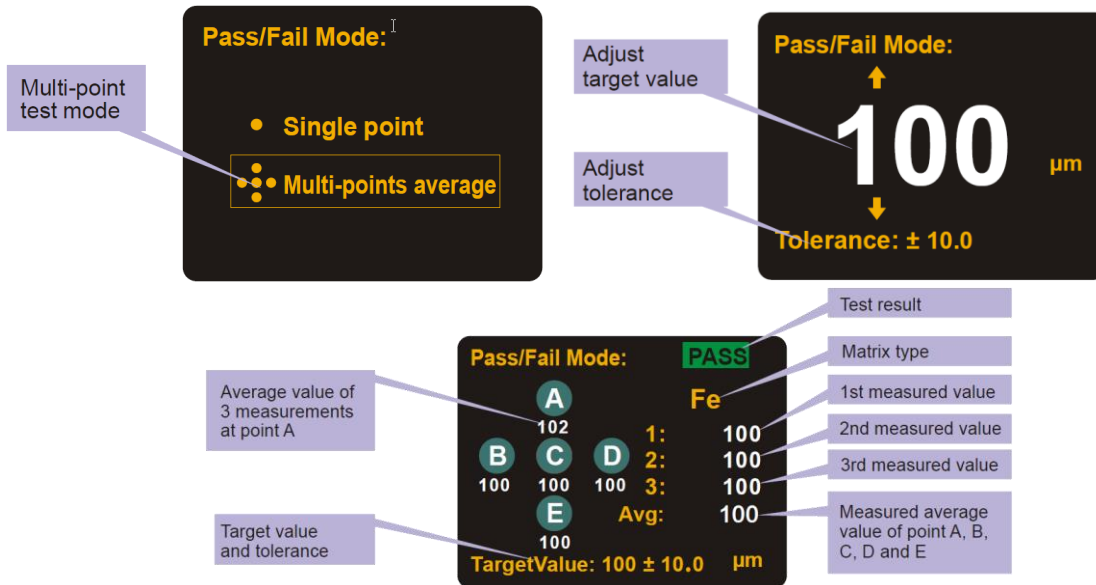 Pass/Fail Mode:
Multi-point
test mode
Single point
Multi-points average
Pass/Fail Mode:
Adjust
target value
100
µm
Adjust
tolerance
Tolerance: ± 10.0
Test result
Pass/Fail Mode:
PASS
Matrix type
Average value of
3 measurements
at point A
A
Fe
1st measured value
102
1: 100
2nd measured value
B C D
2: 100
100 100 100
3: 100
3rd measured value
E
Avg: 100
Measured average
value of point A, B,
C, D and E
100
Target value
and tolerance
TargetValue: 100 ± 10.0 µm